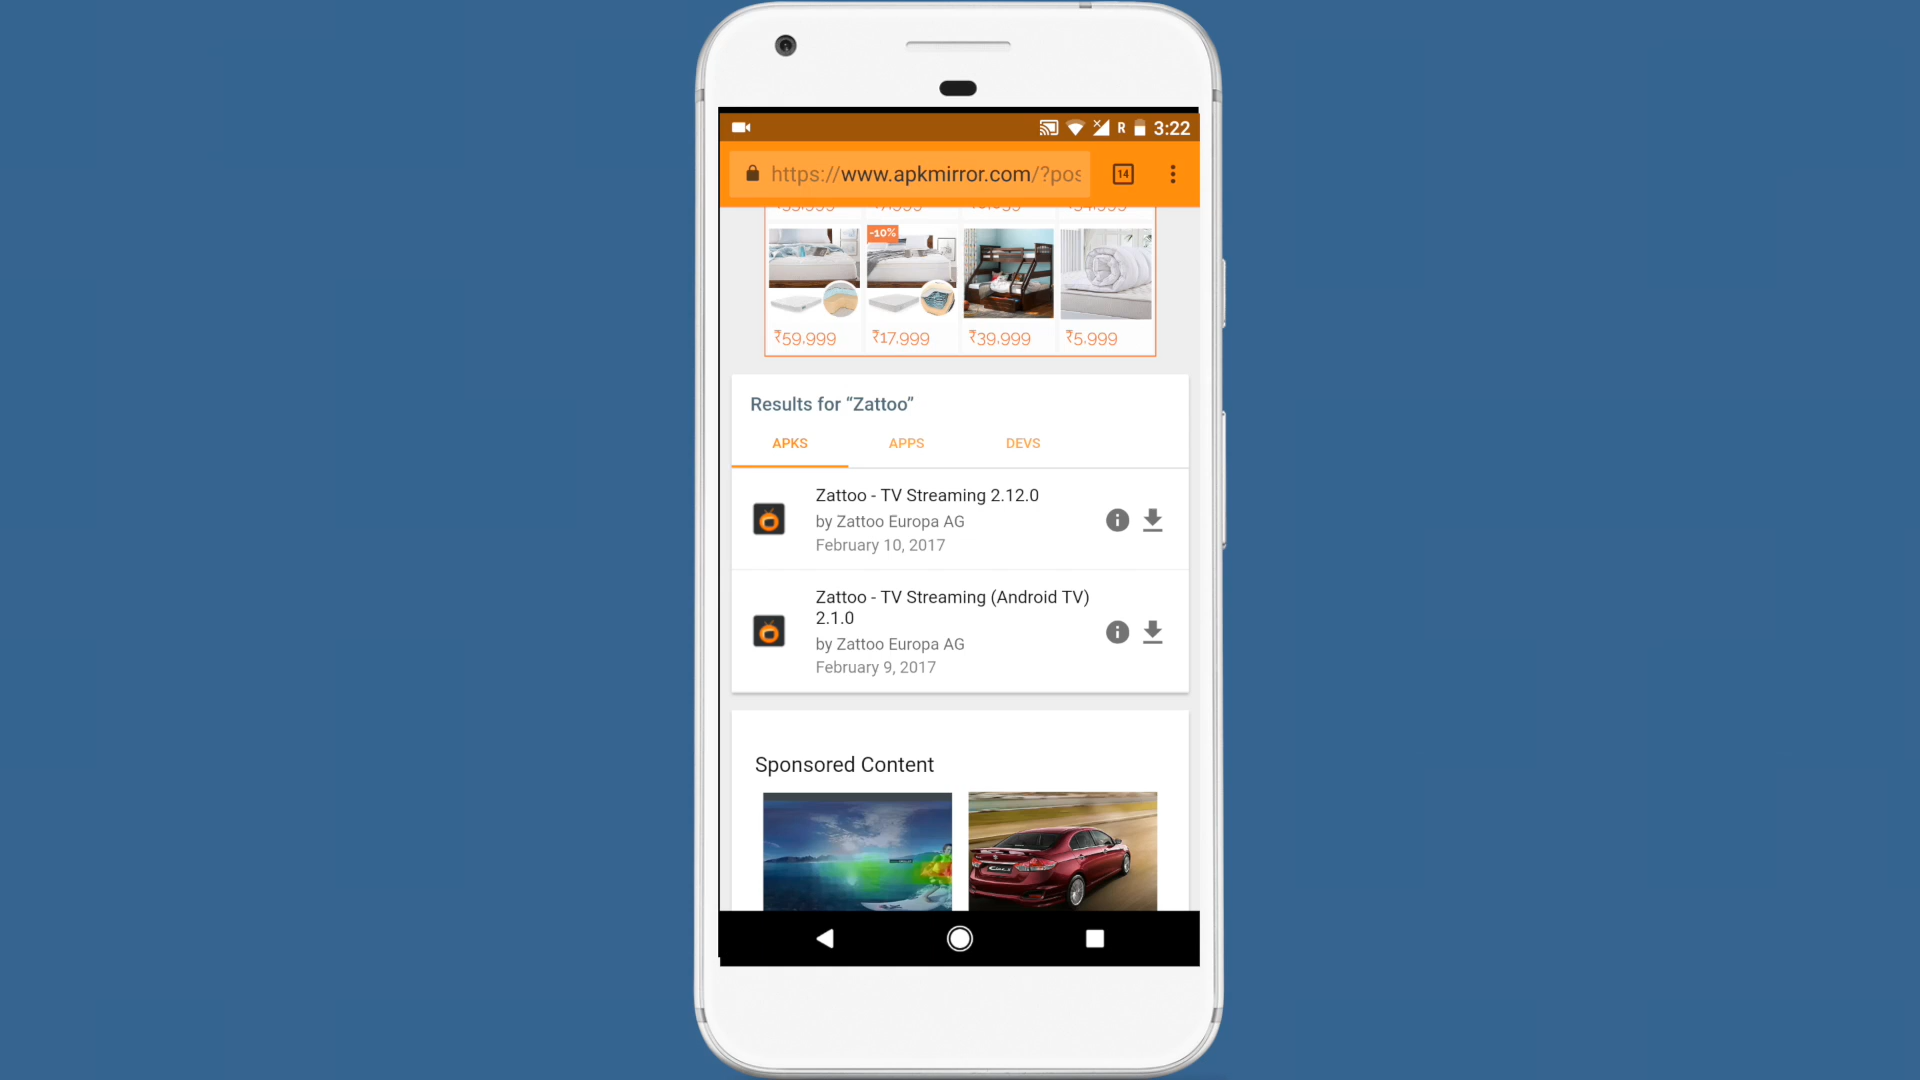 R 3:22
https://www.apkmirror.com/?pos
14
-10%
₹59,999 ₹17,999 ₹39,999 ₹5,999
Results for “Zattoo”
APKS APPS DEVS
Zattoo - TV Streaming 2.12.0
by Zattoo Europa AG
February 10, 2017
Zattoo - TV Streaming (Android TV)
2.1.0
by Zattoo Europa AG
February 9, 2017
Sponsored Content